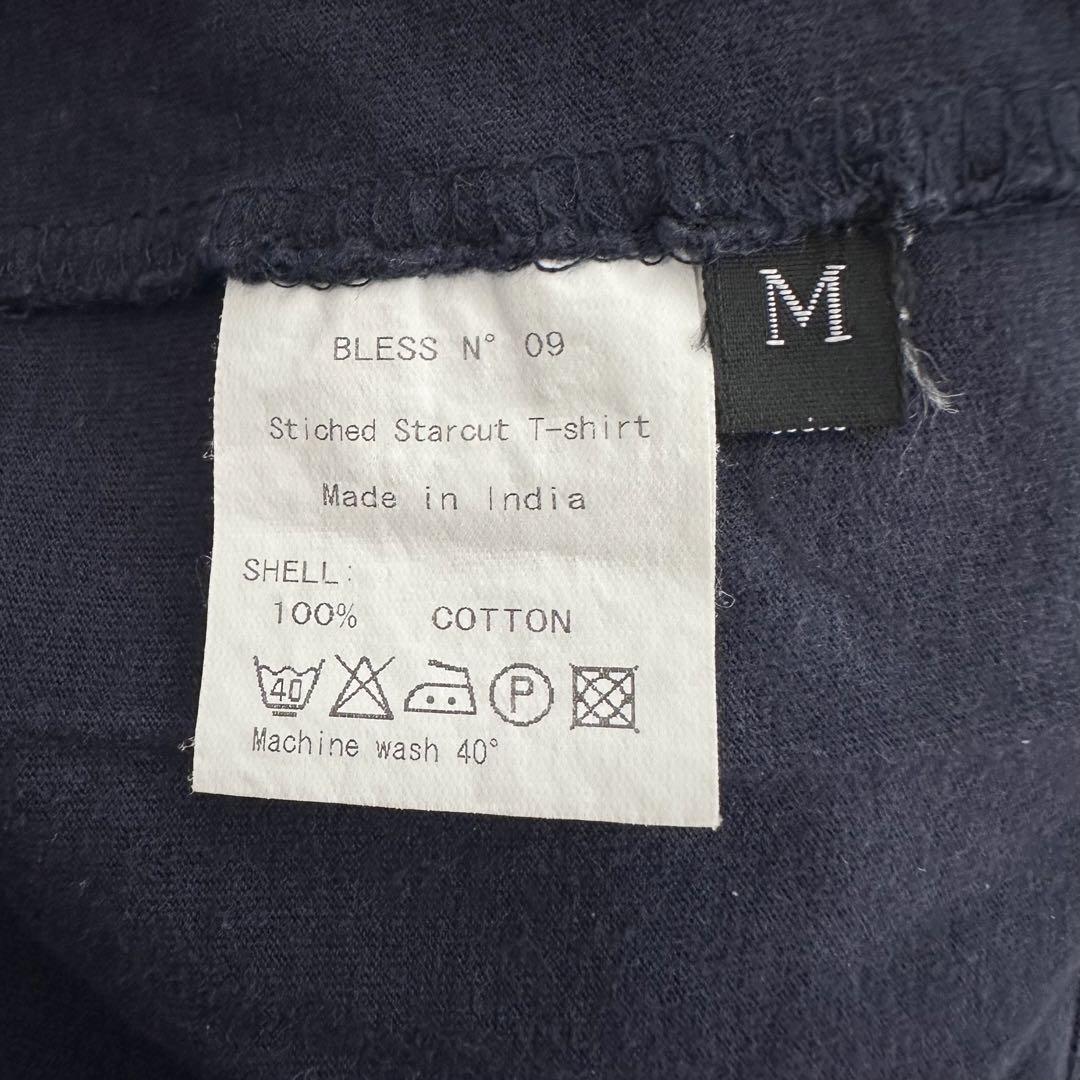 BLESS N° 09
Stiched Starcut T-shirt
Made in India
SHELL:
100% COTTON
40 P
Machine wash 40°
M